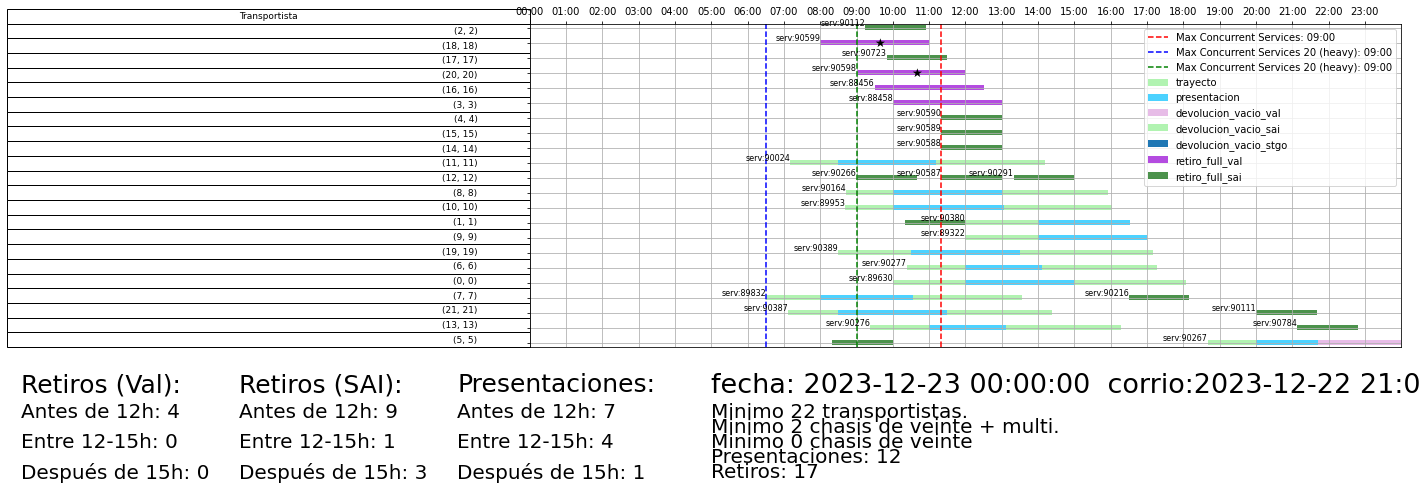 Transportista
00:00 01:00 02:00 03:00 04:00 05:00 06:00 07:00 08:00 09:00 10:00 11:00 12:00 13:00 14:00 15:00 16:00 17:00 18:00 19:00 20:00 21:00 22:00 23:00
(2, 2) serv:90112
(18, 18) serv:90599
(17, 17) serv:90723
(20, 20) serv:90598
(16, 16) serv:88456
(3, 3) serv:88458
(4, 4) serv:90590
(15, 15) serv:90589
(14, 14) serv:90588
(11, 11) serv:90024
(12, 12) serv:90266 serv:90587 serv:90291
(8, 8) serv:90164
(10, 10) serv:89953
(1, 1) serv:90380
(9, 9) serv:89322
(19, 19) serv:90389
(6, 6) serv:90277
(0, 0) serv:89630
(7, 7) serv:89832 serv:90216
(21, 21) serv:90387 serv:90111
(13, 13) serv:90276 serv:90784
(5, 5) serv:90267
Max Concurrent Services: 09:00
Max Concurrent Services 20 (heavy): 09:00
Max Concurrent Services 20 (heavy): 09:00
trayecto
presentacion
devolucion_vacio_val
devolucion_vacio_sai
devolucion_vacio_stgo
retiro_full_val
retiro_full_sai
Retiros (Val):
Antes de 12h: 4
Entre 12-15h: 0
Después de 15h: 0
Retiros (SAI):
Antes de 12h: 9
Entre 12-15h: 1
Después de 15h: 3
Presentaciones:
Antes de 12h: 7
Entre 12-15h: 4
Después de 15h: 1
fecha: 2023-12-23 00:00:00 corrio:2023-12-22 21:0
Minimo 22 transportistas.
Minimo 2 chasis de veinte + multi.
Minimo 0 chasis de veinte
Presentaciones: 12
Retiros: 17